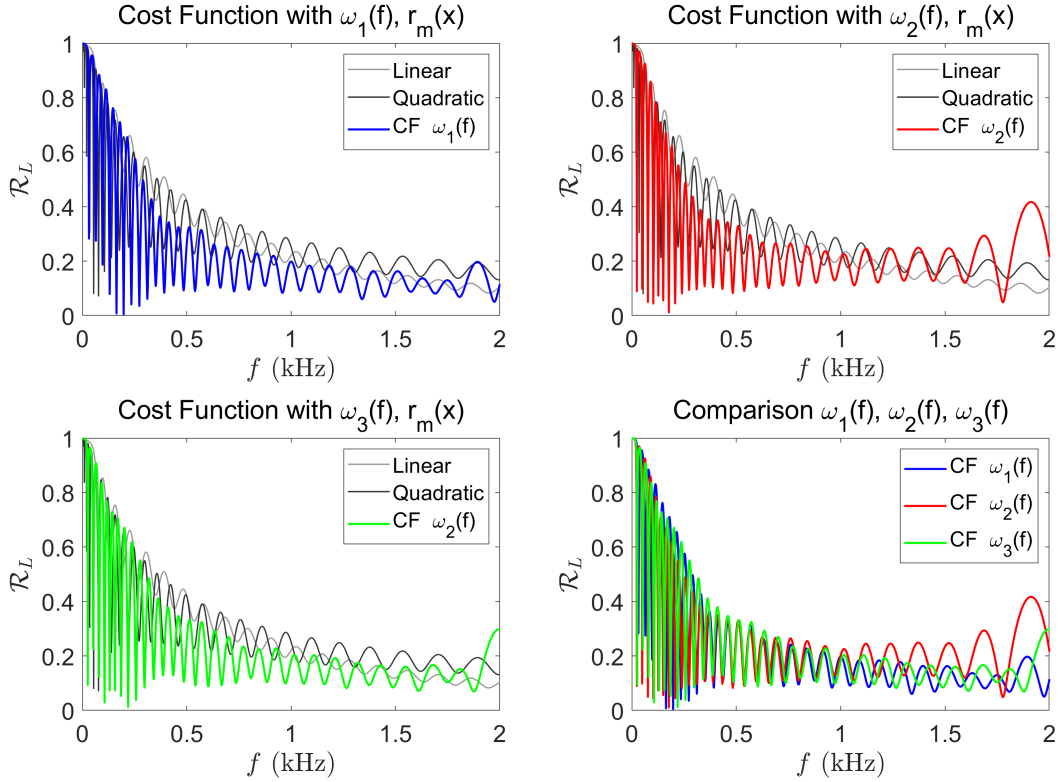 Cost Function with ω₁(f), rₘ(x)
ℛ_L
1
0.8
0.6
0.4
0.2
0
Linear
Quadratic
CF ω₁(f)
0 0.5 1 1.5 2
f (kHz)
Cost Function with ω₂(f), rₘ(x)
ℛ_L
1
0.8
0.6
0.4
0.2
0
Linear
Quadratic
CF ω₂(f)
0 0.5 1 1.5 2
f (kHz)
Cost Function with ω₃(f), rₘ(x)
ℛ_L
1
0.8
0.6
0.4
0.2
0
Linear
Quadratic
CF ω₂(f)
0 0.5 1 1.5 2
f (kHz)
Comparison ω₁(f), ω₂(f), ω₃(f)
ℛ_L
1
0.8
0.6
0.4
0.2
0
CF ω₁(f)
CF ω₂(f)
CF ω₃(f)
0 0.5 1 1.5 2
f (kHz)